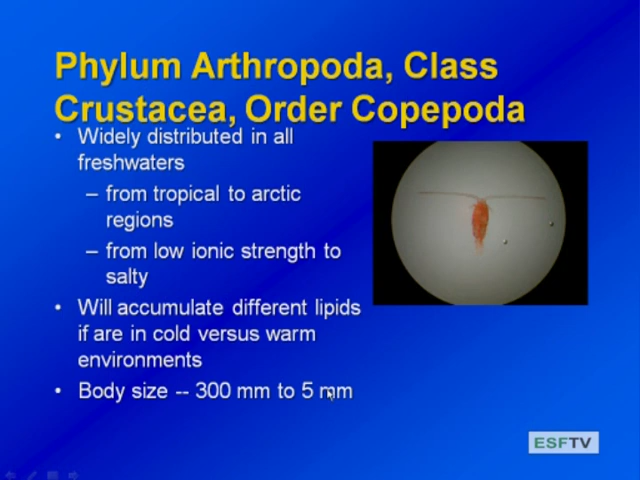 Phylum Arthropoda, Class
Crustacea, Order Copepoda
• Widely distributed in all
freshwaters
– from tropical to arctic
regions
– from low ionic strength to
salty
• Will accumulate different lipids
if are in cold versus warm
environments
• Body size -- 300 mm to 5 mm
ESFTV